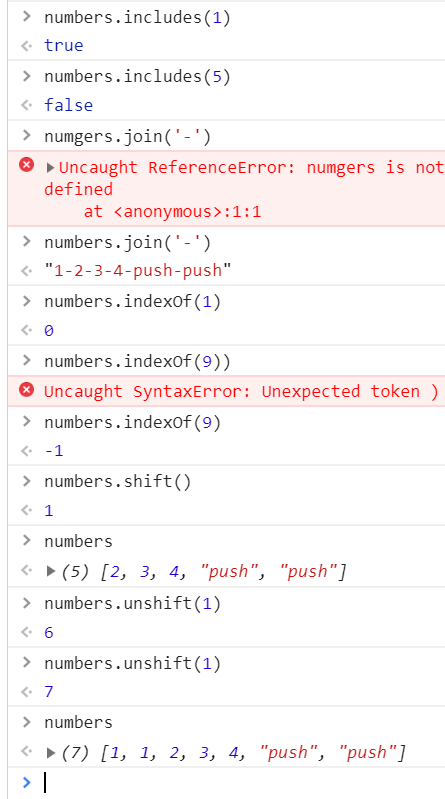 numbers.includes(1)
true
numbers.includes(5)
false
numgers.join('-')
Uncaught ReferenceError: numgers is not
defined
at <anonymous>:1:1
numbers.join('-')
"1-2-3-4-push-push"
numbers.indexOf(1)
0
numbers.indexOf(9))
Uncaught SyntaxError: Unexpected token )
numbers.indexOf(9)
-1
numbers.shift()
1
numbers
(5) [2, 3, 4, "push", "push"]
numbers.unshift(1)
6
numbers.unshift(1)
7
numbers
(7) [1, 1, 2, 3, 4, "push", "push"]